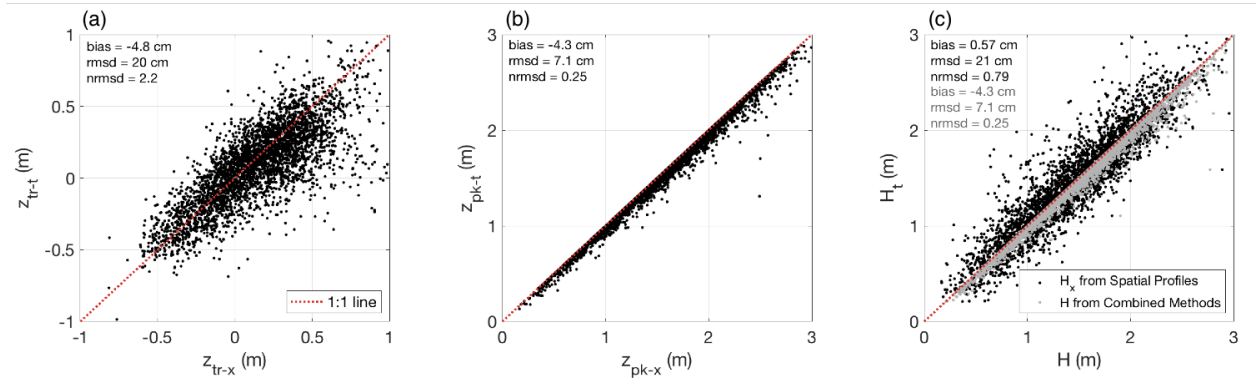 (a)
bias = -4.8 cm
rmsd = 20 cm
nrmsd = 2.2
1
0.5
0
-0.5
-1
z_tr-t (m)
-1 -0.5 0 0.5 1
z_tr-x (m)
1:1 line
(b)
bias = -4.3 cm
rmsd = 7.1 cm
nrmsd = 0.25
3
2
1
0
z_pk-t (m)
0 1 2 3
z_pk-x (m)
(c)
bias = 0.57 cm
rmsd = 21 cm
nrmsd = 0.79
bias = -4.3 cm
rmsd = 7.1 cm
nrmsd = 0.25
3
2
1
0
H_t (m)
0 1 2 3
H (m)
H_x from Spatial Profiles
H from Combined Methods